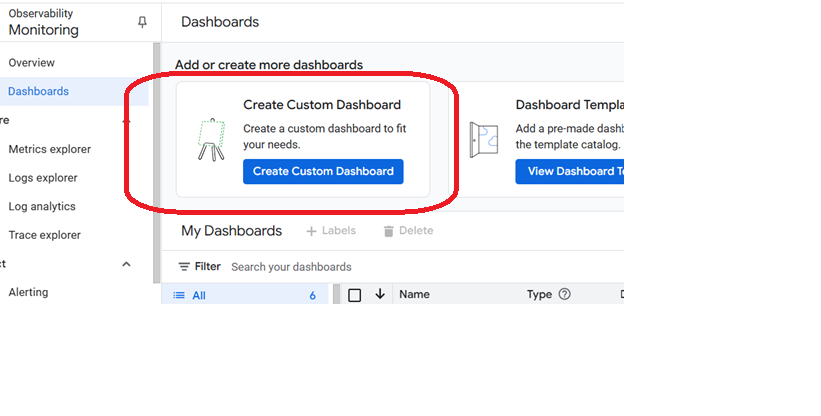 Observability
Monitoring
Dashboards
Overview
Dashboards
re
Metrics explorer
Logs explorer
Log analytics
Trace explorer
ct
Alerting
Add or create more dashboards
Create Custom Dashboard
Create a custom dashboard to fit
your needs.
Create Custom Dashboard
Dashboard Templa
Add a pre-made dashb
the template catalog.
View Dashboard Te
My Dashboards
Labels
Delete
Filter Search your dashboards
All 6
Name Type